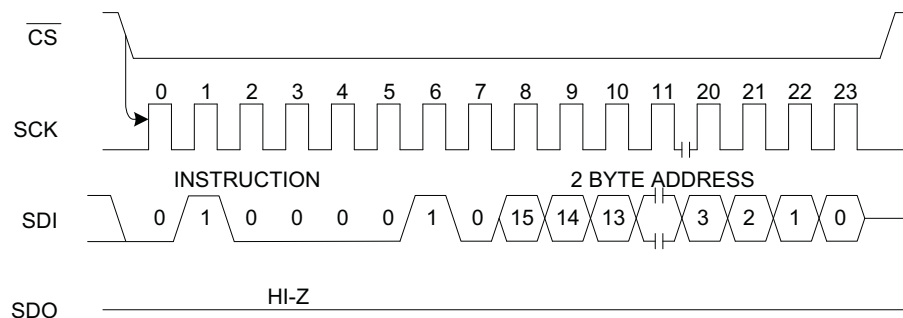 CS
0 1 2 3 4 5 6 7 8 9 10 11 20 21 22 23
SCK
INSTRUCTION 2 BYTE ADDRESS
SDI 0 1 0 0 0 0 1 0 15 14 13 3 2 1 0
HI-Z
SDO